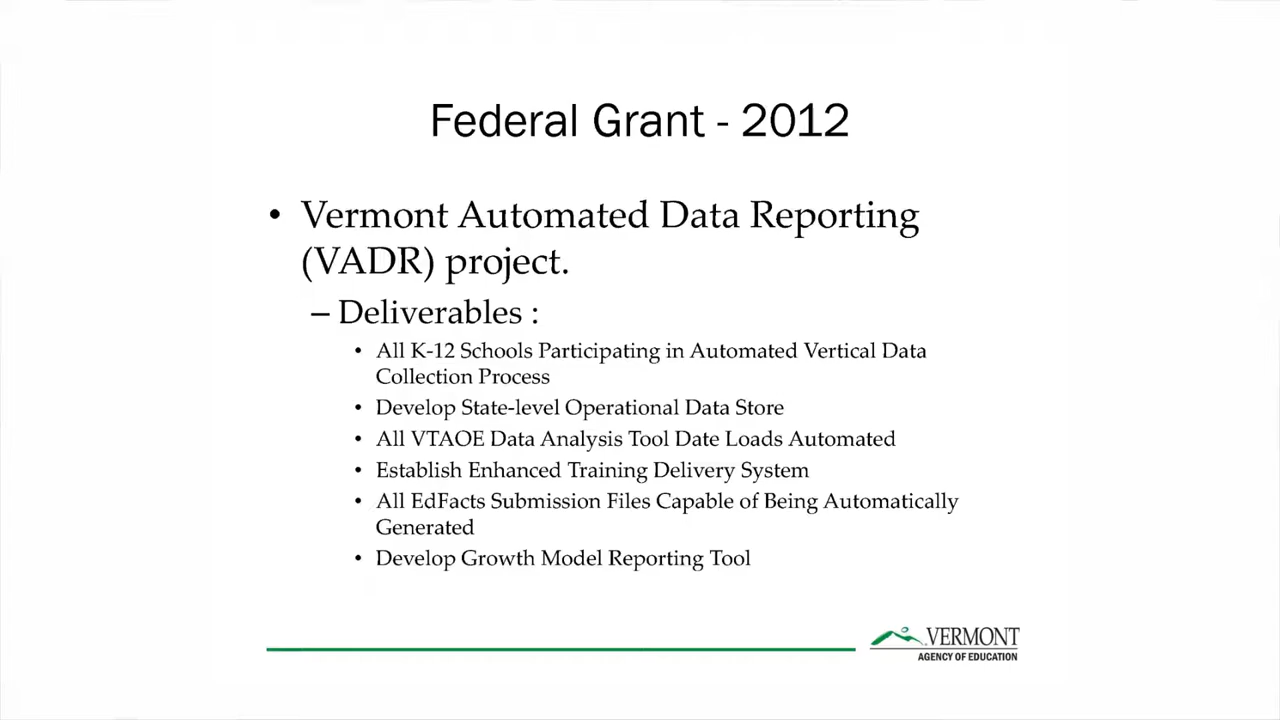 Federal Grant - 2012
• Vermont Automated Data Reporting
(VADR) project.
– Deliverables :
• All K-12 Schools Participating in Automated Vertical Data
Collection Process
• Develop State-level Operational Data Store
• All VTAOE Data Analysis Tool Date Loads Automated
• Establish Enhanced Training Delivery System
• All EdFacts Submission Files Capable of Being Automatically
Generated
• Develop Growth Model Reporting Tool
VERMONT
AGENCY OF EDUCATION